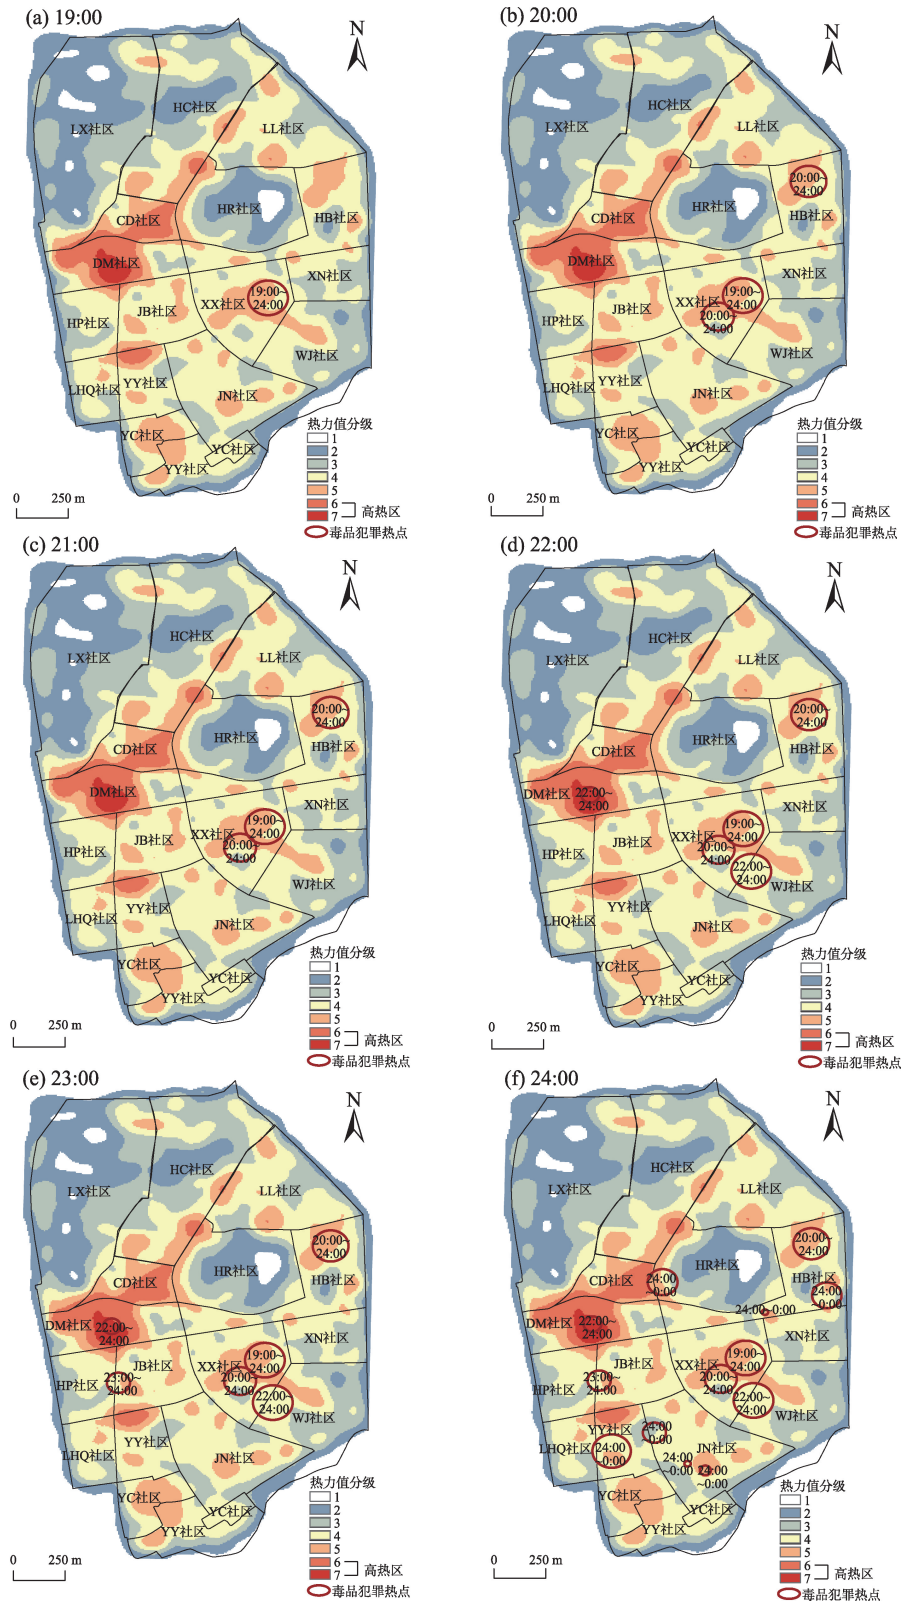 (a) 19:00
N
HC社区
LX社区
LL社区
HR社区
CD社区
HB社区
DM社区
XN社区
19:00~
24:00
XX社区
JB社区
HP社区
WJ社区
LHQ社区
YY社区
JN社区
YC社区
YC社区
YY社区
热力值分级
1
2
3
4
5
6
7
高热区
毒品犯罪热点
0 250 m
(b) 20:00
N
HC社区
LX社区
LL社区
20:00~
24:00
HR社区
CD社区
HB社区
DM社区
XN社区
19:00~
24:00
XX社区
20:00~
24:00
JB社区
HP社区
WJ社区
LHQ社区
YY社区
JN社区
YC社区
YC社区
YY社区
热力值分级
1
2
3
4
5
6
7
高热区
毒品犯罪热点
0 250 m
(c) 21:00
N
HC社区
LX社区
LL社区
20:00~
24:00
HR社区
CD社区
HB社区
DM社区
XN社区
19:00~
24:00
XX社区
20:00~
24:00
JB社区
HP社区
WJ社区
LHQ社区
YY社区
JN社区
YC社区
YC社区
YY社区
热力值分级
1
2
3
4
5
6
7
高热区
毒品犯罪热点
0 250 m
(d) 22:00
N
HC社区
LX社区
LL社区
20:00~
24:00
HR社区
CD社区
HB社区
DM社区
22:00~
24:00
XN社区
19:00~
24:00
XX社区
20:00~
24:00
JB社区
HP社区
22:00~
24:00
WJ社区
LHQ社区
YY社区
JN社区
YC社区
YC社区
YY社区
热力值分级
1
2
3
4
5
6
7
高热区
毒品犯罪热点
0 250 m
(e) 23:00
N
HC社区
LX社区
LL社区
20:00~
24:00
HR社区
CD社区
HB社区
DM社区
22:00~
24:00
XN社区
19:00~
24:00
XX社区
20:00~
24:00
JB社区
HP社区
23:00~
24:00
22:00~
24:00
WJ社区
LHQ社区
YY社区
JN社区
YC社区
YC社区
YY社区
热力值分级
1
2
3
4
5
6
7
高热区
毒品犯罪热点
0 250 m
(f) 24:00
N
HC社区
LX社区
LL社区
20:00~
24:00
HR社区
CD社区
24:00
~0:00
HB社区
24:00
~0:00
24:00~0:00
DM社区
22:00~
24:00
XN社区
19:00~
24:00
XX社区
20:00~
24:00
JB社区
HP社区
23:00~
24:00
22:00~
24:00
WJ社区
YY社区
24:00
~0:00
LHQ社区
24:00
~0:00
JN社区
24:00
~0:00
24:00
~0:00
YC社区
YC社区
YY社区
热力值分级
1
2
3
4
5
6
7
高热区
毒品犯罪热点
0 250 m